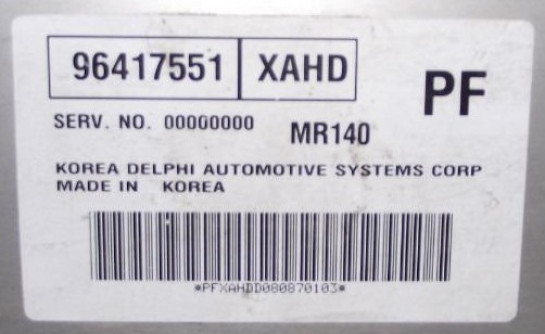 96417551 XAHD
PF
SERV. NO. 00000000 MR140
KOREA DELPHI AUTOMOTIVE SYSTEMS CORP
MADE IN KOREA
*PFXAHDD080870103*